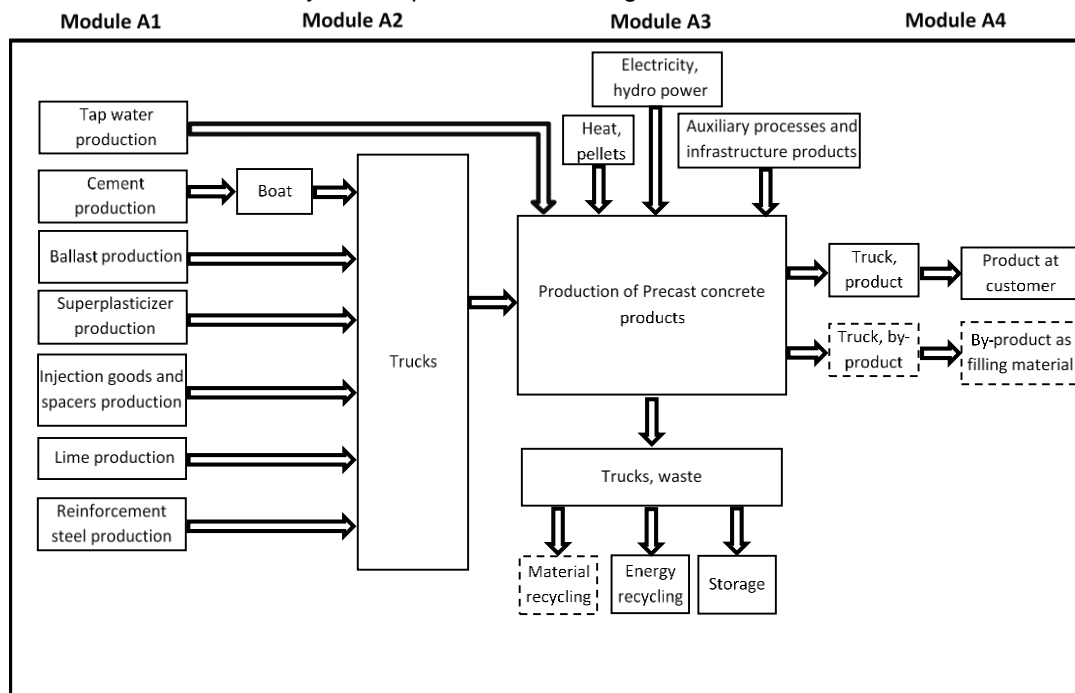 Module A1
Module A2
Module A3
Module A4
Electricity,
hydro power
Tap water
production
Heat,
pellets
Auxiliary processes and
infrastructure products
Cement
production
Boat
Ballast production
Superplasticizer
production
Injection goods and
spacers production
Lime production
Reinforcement
steel production
Trucks
Production of Precast concrete
products
Truck,
product
Product at
customer
Truck, by-
product
By-product as
filling material
Trucks, waste
Material
recycling
Energy
recycling
Storage